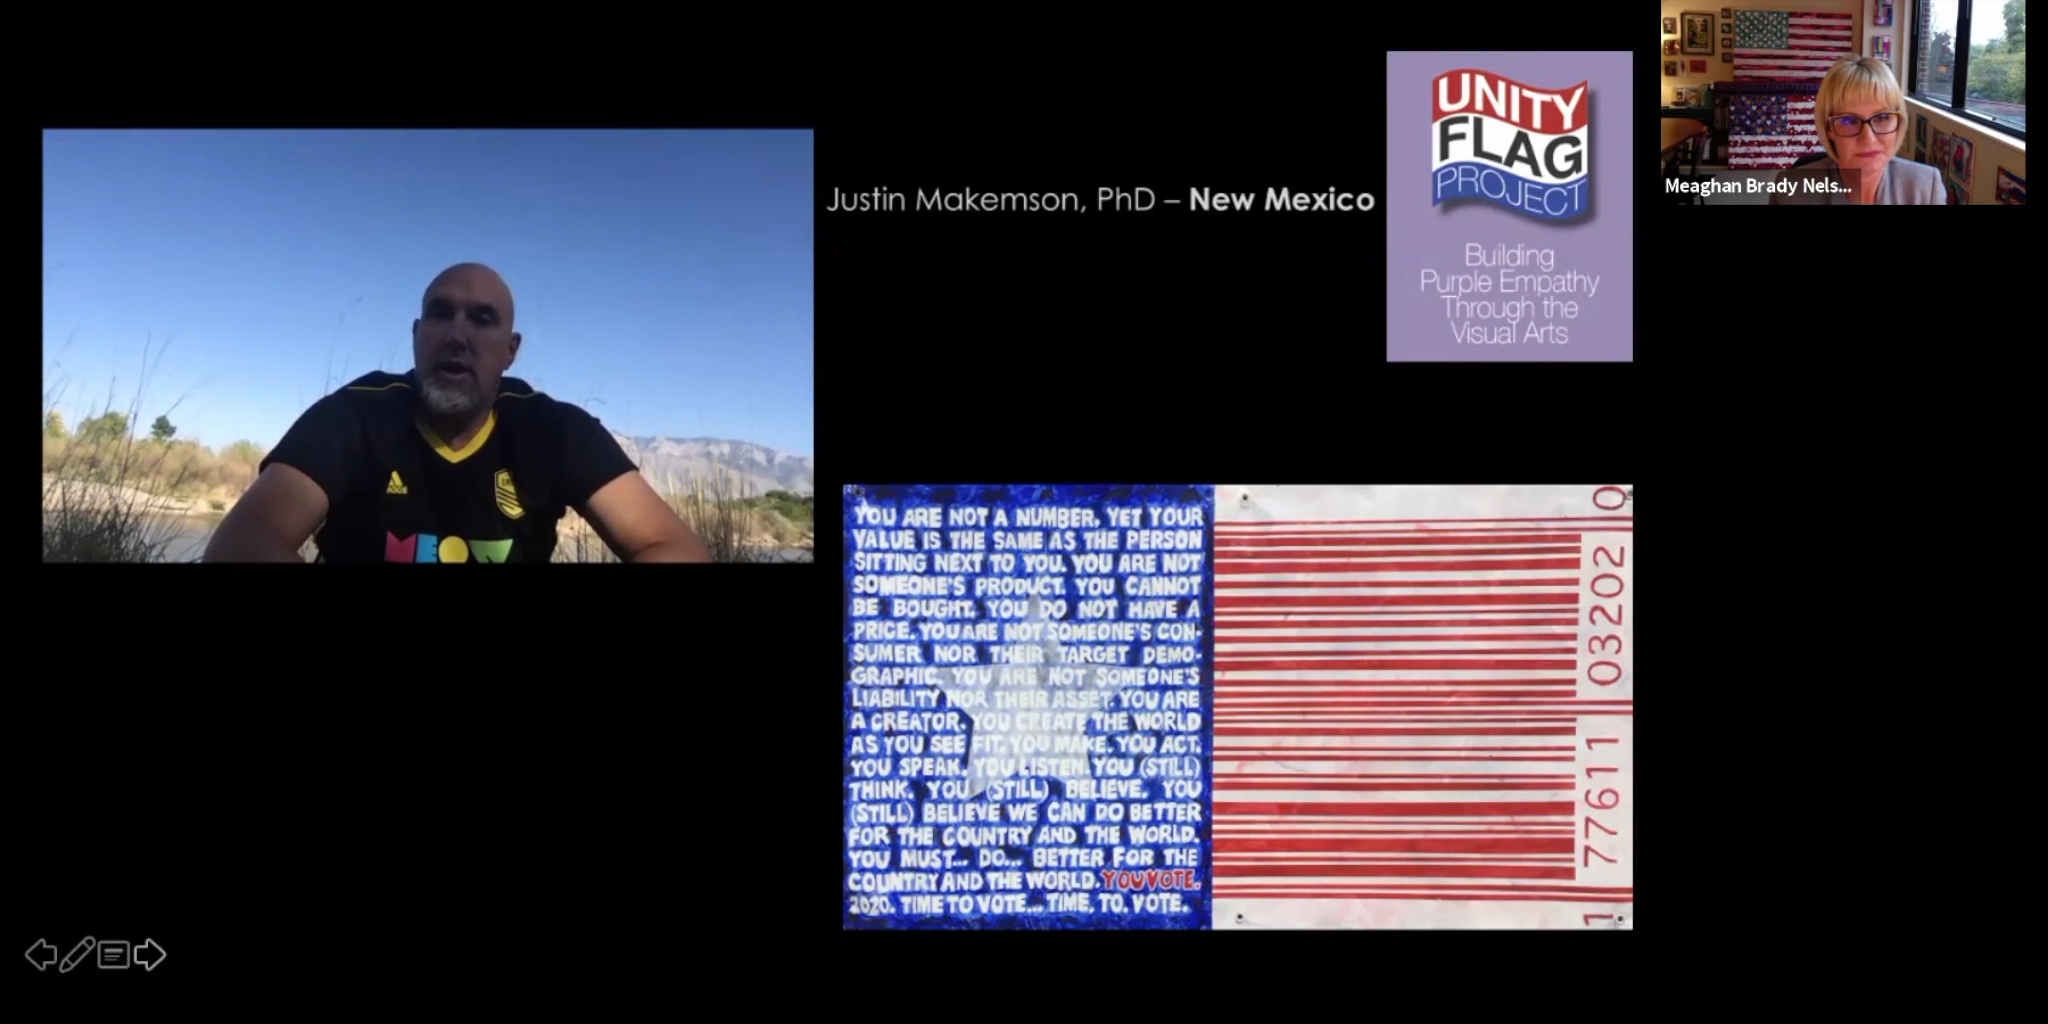 Justin Makemson, PhD – New Mexico
UNITY
FLAG
PROJECT
Building
Purple Empathy
Through the
Visual Arts
Meaghan Brady Nels...
YOU ARE NOT A NUMBER, YET YOUR
VALUE IS THE SAME AS THE PERSON
SITTING NEXT TO YOU. YOU ARE NOT
SOMEONE'S PRODUCT. YOU CANNOT
BE BOUGHT. YOU DO NOT HAVE A
PRICE. YOU ARE NOT SOMEONE'S CON-
SUMER NOR THEIR TARGET DEMO-
GRAPHIC. YOU ARE NOT SOMEONE'S
LIABILITY NOR THEIR ASSET. YOU ARE
A CREATOR. YOU CREATE THE WORLD
AS YOU SEE FIT. YOU MAKE. YOU ACT.
YOU SPEAK. YOU LISTEN. YOU (STILL)
THINK. YOU (STILL) BELIEVE. YOU
(STILL) BELIEVE WE CAN DO BETTER
FOR THE COUNTRY AND THE WORLD.
YOU MUST... DO... BETTER FOR THE
COUNTRY AND THE WORLD. YOU VOTE.
2020. TIME TO VOTE... TIME. TO. VOTE.
1 77611 03202 0